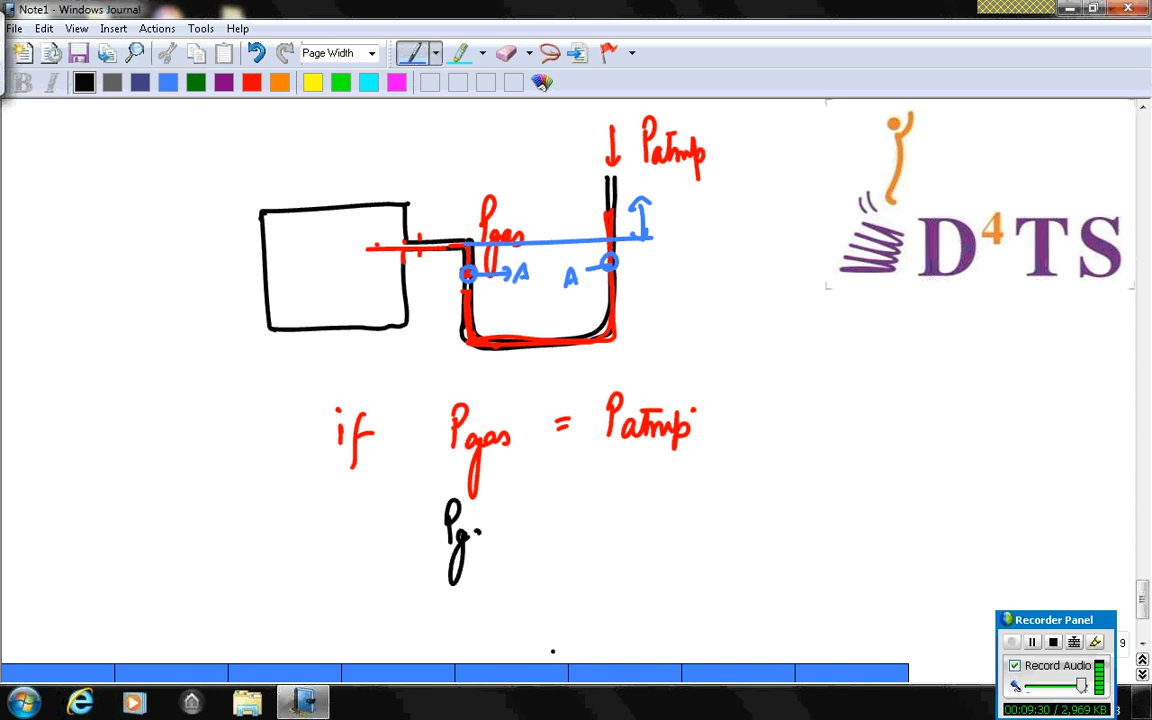 Note1 - Windows Journal
File Edit View Insert Actions Tools Help
Page Width
B I
Patmp
Pgas
A A
D4TS
if Pgas = Patmp
Pg
Recorder Panel
9
Record Audio
00:09:30 / 2,969 KB